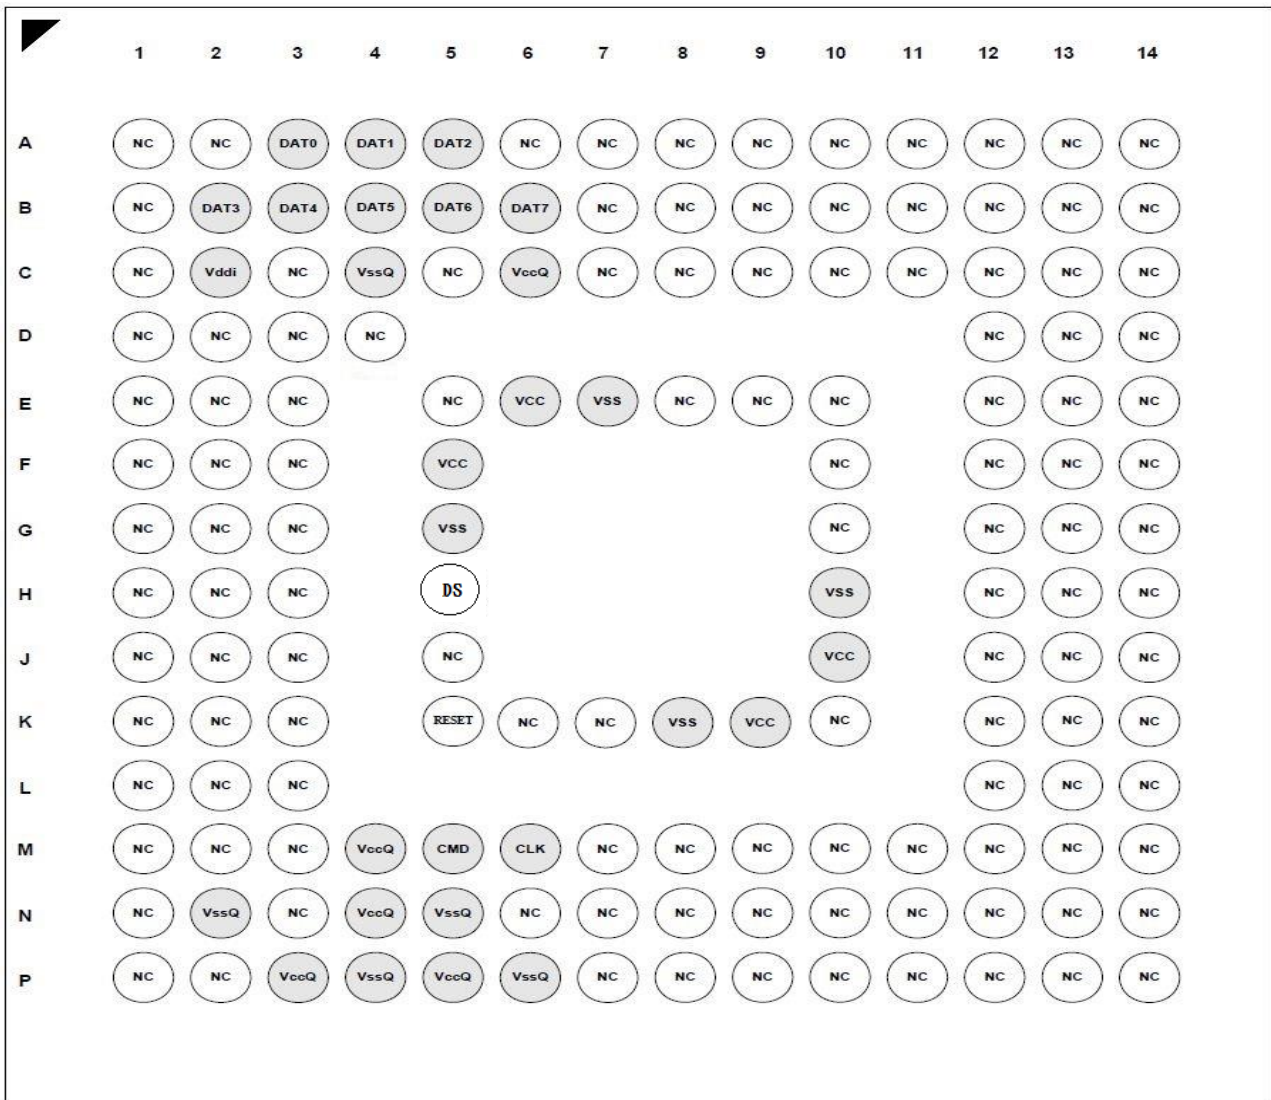 1 2 3 4 5 6 7 8 9 10 11 12 13 14
A NC NC DAT0 DAT1 DAT2 NC NC NC NC NC NC NC NC NC
B NC DAT3 DAT4 DAT5 DAT6 DAT7 NC NC NC NC NC NC NC NC
C NC Vddi NC VssQ NC VccQ NC NC NC NC NC NC NC NC
D NC NC NC NC NC NC NC
E NC NC NC NC VCC VSS NC NC NC NC NC NC
F NC NC NC VCC NC NC NC NC
G NC NC NC VSS NC NC NC NC
H NC NC NC DS VSS NC NC NC
J NC NC NC NC VCC NC NC NC
K NC NC NC RESET NC NC VSS VCC NC NC NC NC
L NC NC NC NC NC NC
M NC NC NC VccQ CMD CLK NC NC NC NC NC NC NC NC
N NC VssQ NC VccQ VssQ NC NC NC NC NC NC NC NC NC
P NC NC VccQ VssQ VccQ VssQ NC NC NC NC NC NC NC NC